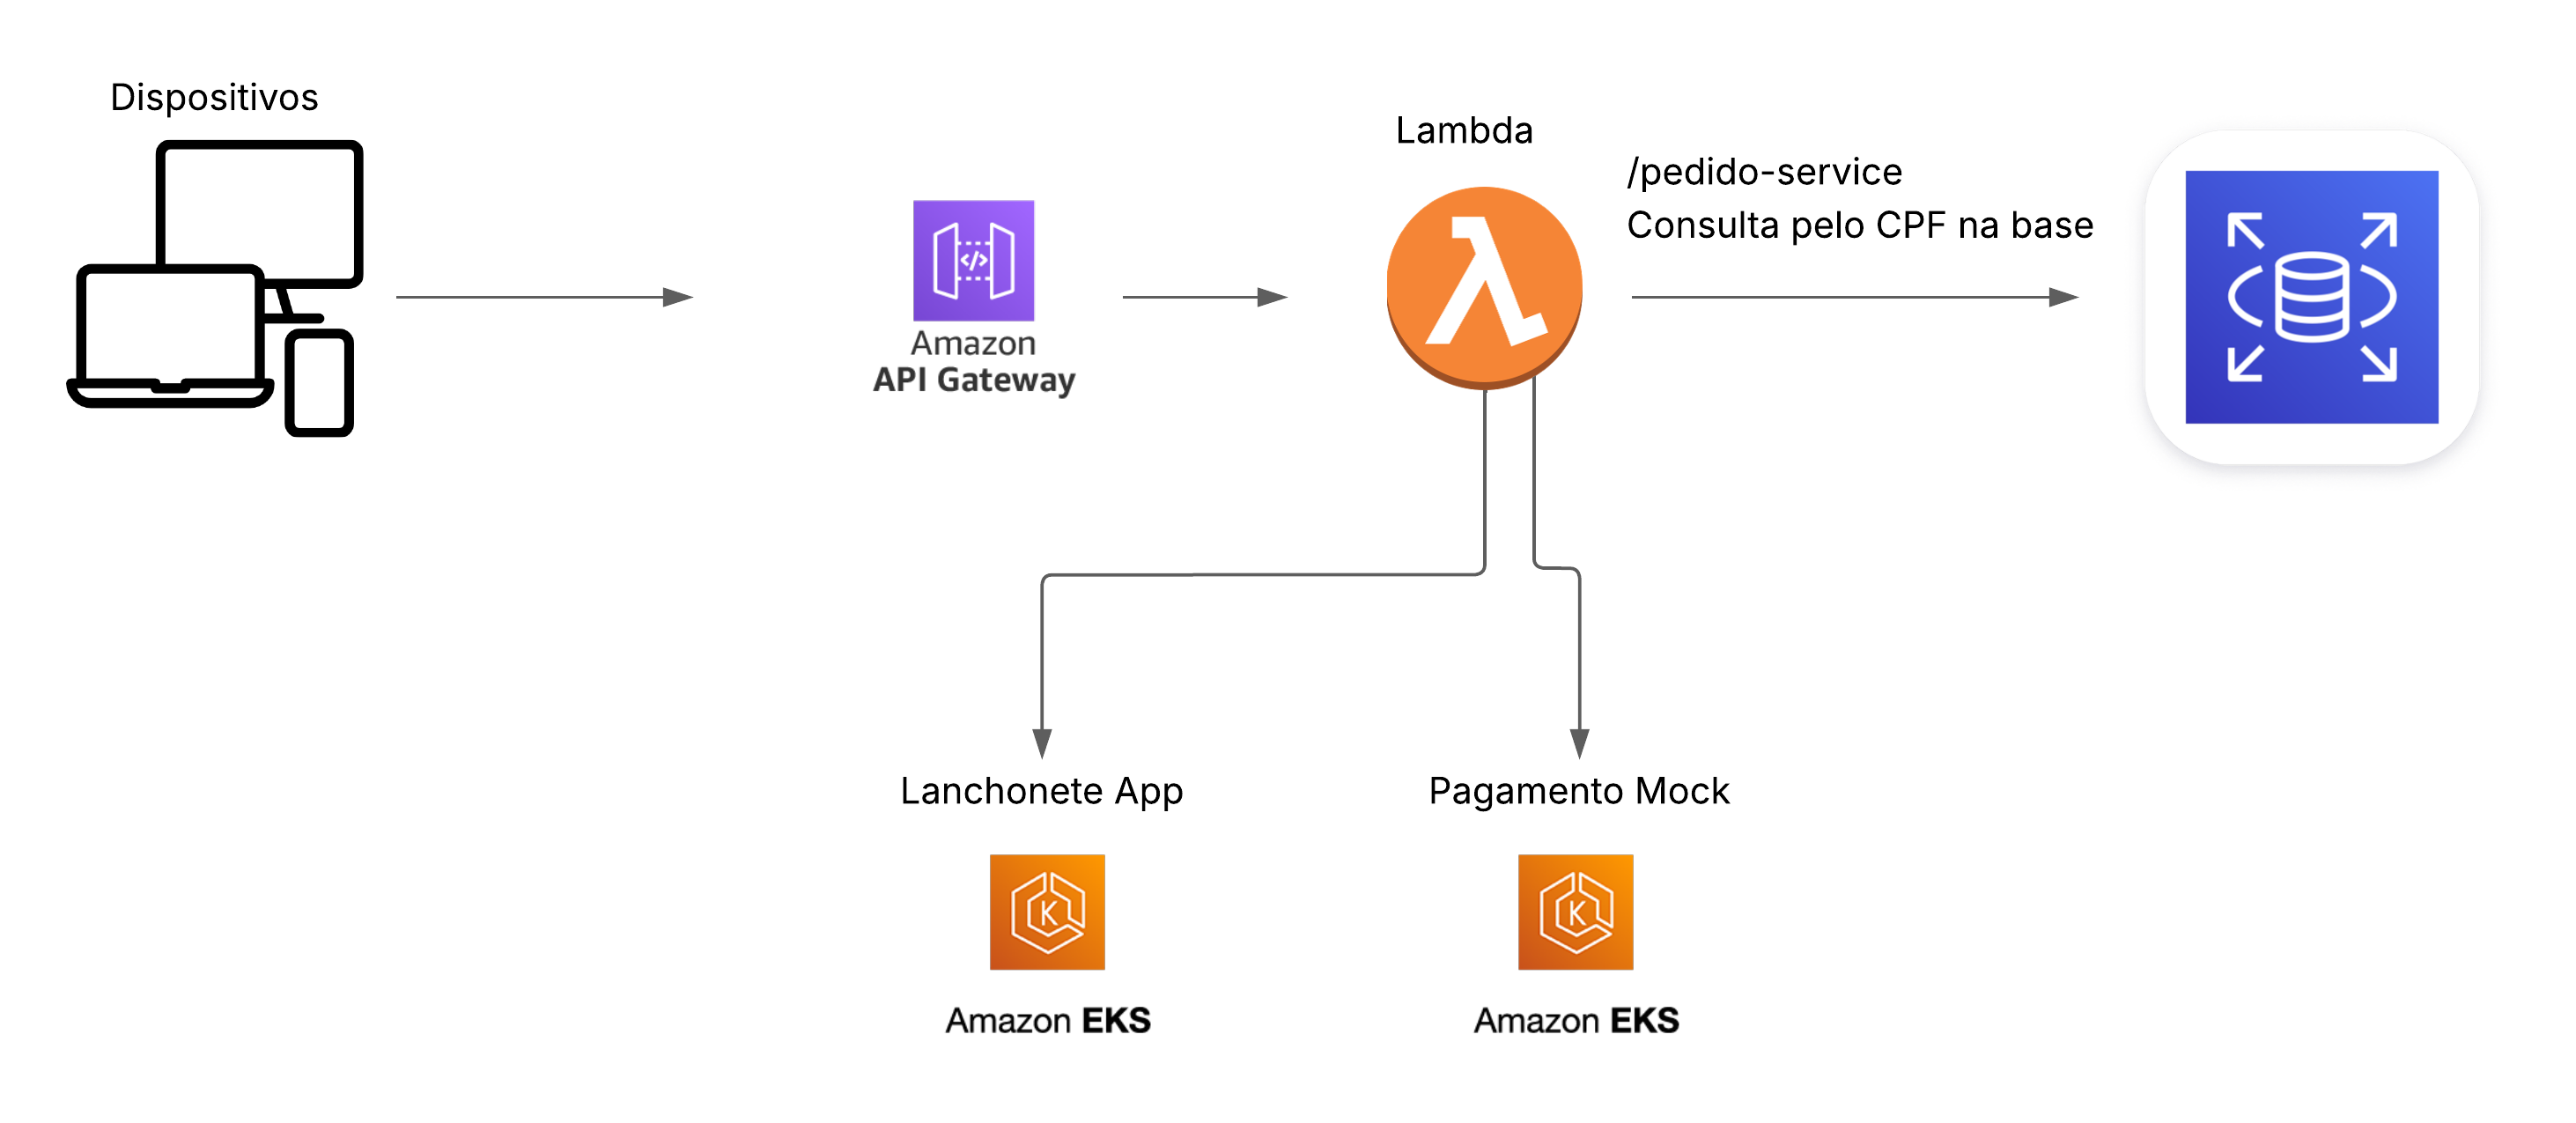 Dispositivos
Lambda
/pedido-service
Consulta pelo CPF na base
Amazon
API Gateway
Lanchonete App
Pagamento Mock
K
K
Amazon EKS
Amazon EKS